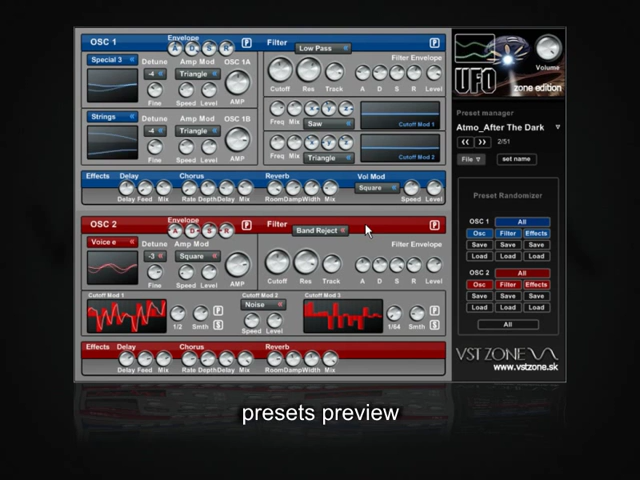 OSC 1
Envelope
A D S R
P
Filter
Low Pass
P
Special 3
Detune
Amp Mod
OSC 1A
-4
Triangle
Fine
Speed
Level
AMP
Cutoff
Res
Track
Filter Envelope
A D S R Level
Strings
Detune
Amp Mod
OSC 1B
-4
Triangle
Fine
Speed
Level
AMP
Freq Mix
X Y Z
Saw
Cutoff Mod 1
Freq Mix
X Y Z
Triangle
Cutoff Mod 2
Effects
Delay
Delay Feed Mix
Chorus
Rate Depth Delay Mix
Reverb
Room Damp Width Mix
Vol Mod
Square
Speed Level
OSC 2
Envelope
A D S R
P
Filter
Band Reject
P
Voice e
Detune
Amp Mod
-3
Square
Fine
Speed
Level
AMP
Cutoff
Res
Track
Filter Envelope
A D S R Level
Cutoff Mod 1
1/2
Smth
P
S
Cutoff Mod 2
Noise
Speed Level
Cutoff Mod 3
1/64
Smth
P
S
Effects
Delay
Delay Feed Mix
Chorus
Rate Depth Delay Mix
Reverb
Room Damp Width Mix
UFO
Volume
zone edition
Preset manager
Atmo_After The Dark
2/51
File
set name
Preset Randomizer
OSC 1
All
Osc Filter Effects
Save Save Save
Load Load Load
OSC 2
All
Osc Filter Effects
Save Save Save
Load Load Load
All
VST ZONE
www.vstzone.sk
presets preview